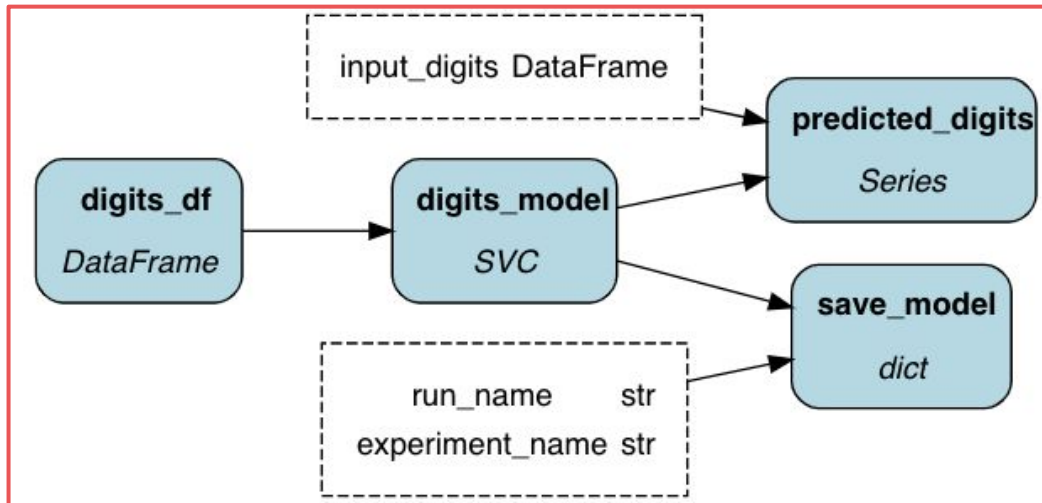 input_digits DataFrame
predicted_digits
Series
digits_df
DataFrame
digits_model
SVC
save_model
dict
run_name str
experiment_name str